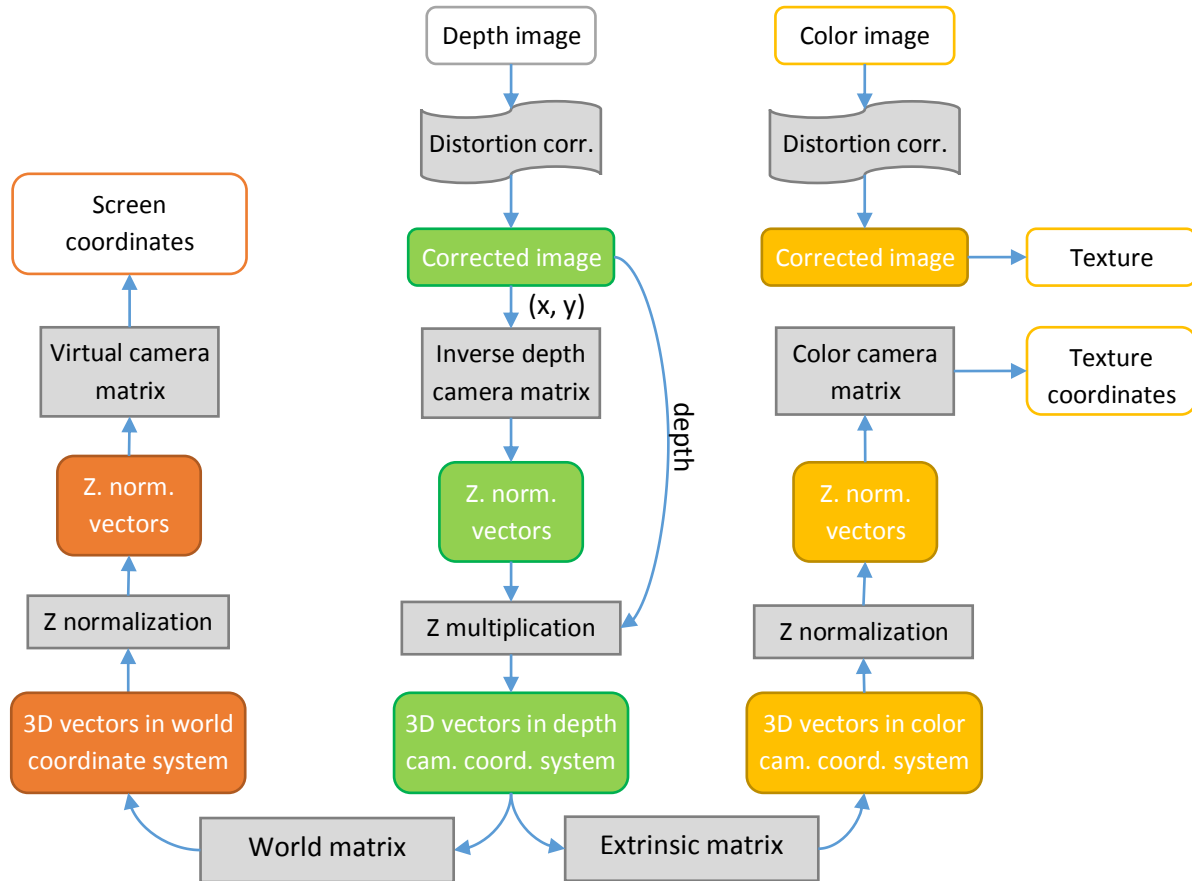 Depth image
Color image
Distortion corr.
Distortion corr.
Screen
coordinates
Corrected image
Corrected image
Texture
(x, y)
Virtual camera
matrix
Inverse depth
camera matrix
depth
Color camera
matrix
Texture
coordinates
Z. norm.
vectors
Z. norm.
vectors
Z. norm.
vectors
Z normalization
Z multiplication
Z normalization
3D vectors in world
coordinate system
3D vectors in depth
cam. coord. system
3D vectors in color
cam. coord. system
World matrix
Extrinsic matrix